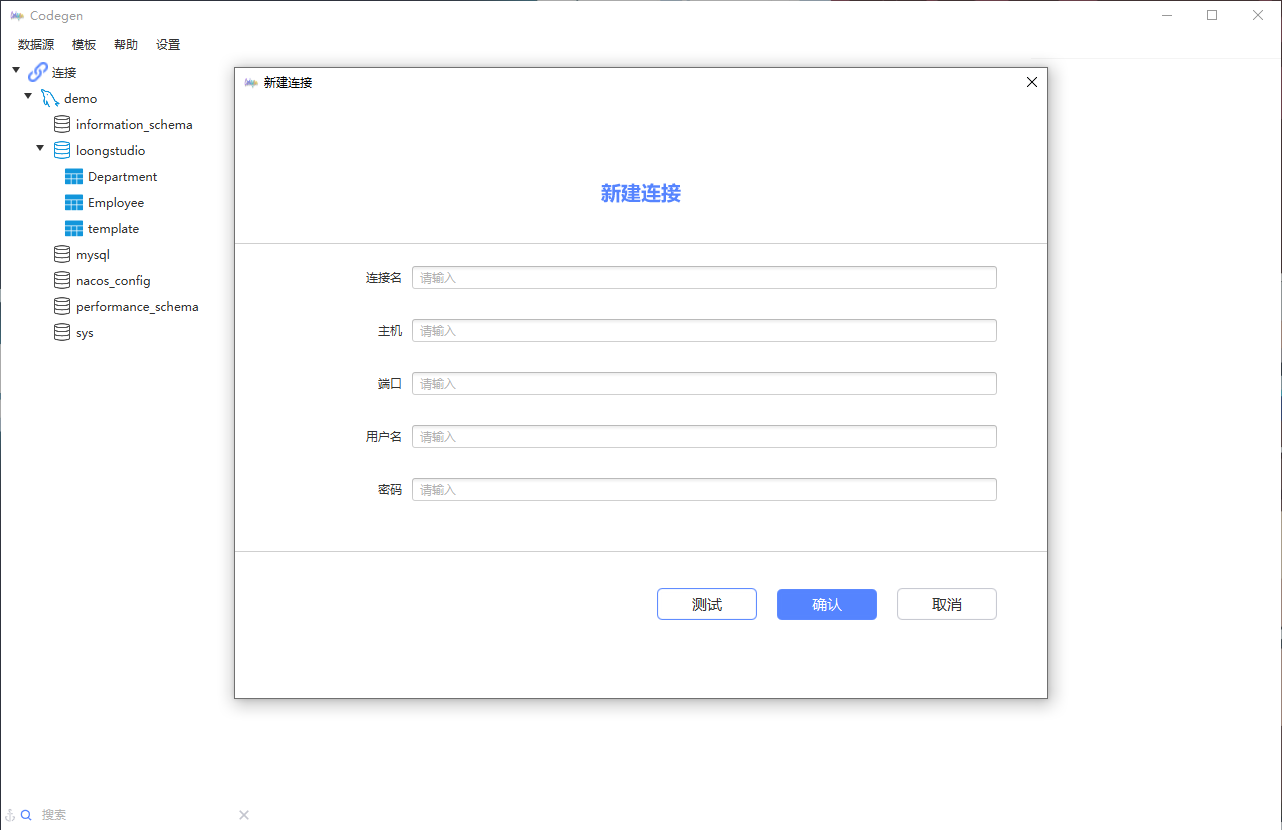 Codegen
数据源 模板 帮助 设置
连接
demo
information_schema
loongstudio
Department
Employee
template
mysql
nacos_config
performance_schema
sys
新建连接
新建连接
连接名 请输入
主机 请输入
端口 请输入
用户名 请输入
密码 请输入
测试 确认 取消
搜索